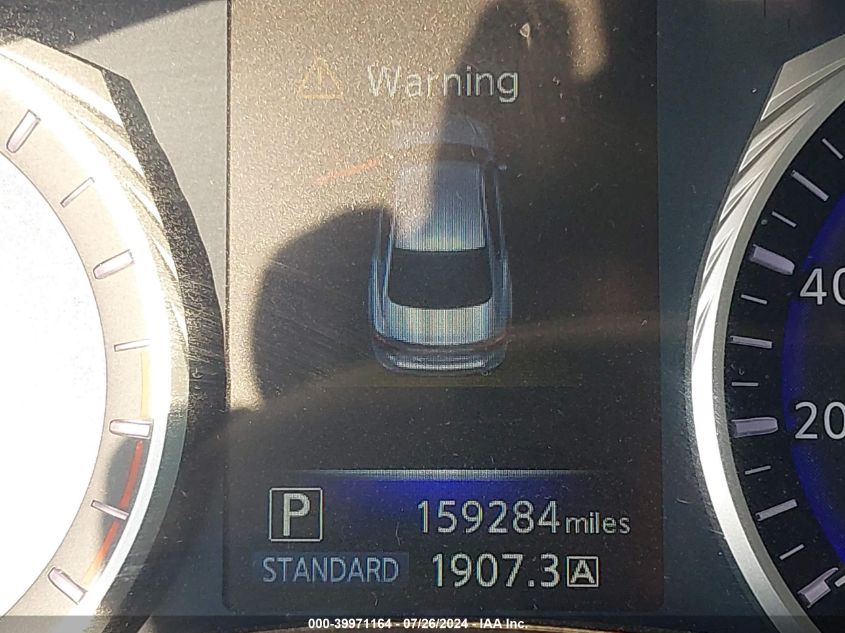 Warning
40
20
P 159284 miles
STANDARD 1907.3 A
000-39971164 - 07/26/2024 - IAA Inc.